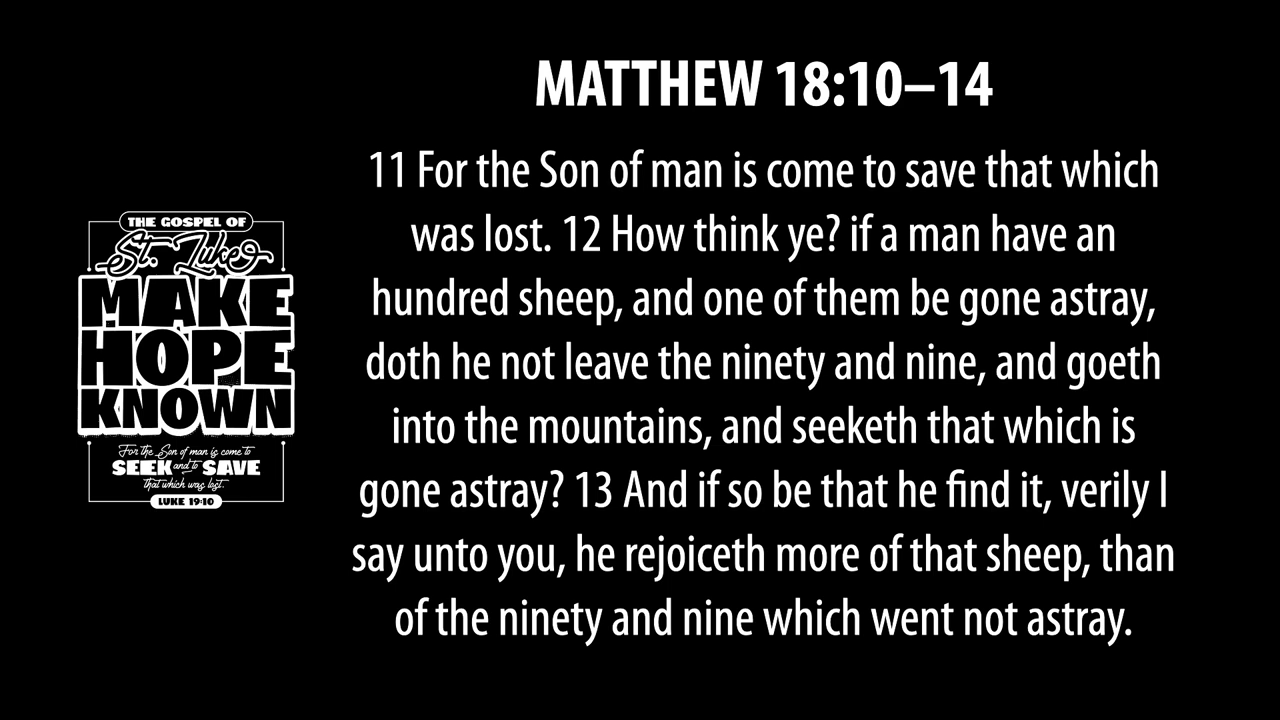 MATTHEW 18:10–14
11 For the Son of man is come to save that which
was lost. 12 How think ye? if a man have an
hundred sheep, and one of them be gone astray,
doth he not leave the ninety and nine, and goeth
into the mountains, and seeketh that which is
gone astray? 13 And if so be that he find it, verily I
say unto you, he rejoiceth more of that sheep, than
of the ninety and nine which went not astray.
THE GOSPEL OF
St. Luke
MAKE
HOPE
KNOWN
For the Son of man is come to
SEEK and to SAVE
that which was lost.
LUKE 19:10